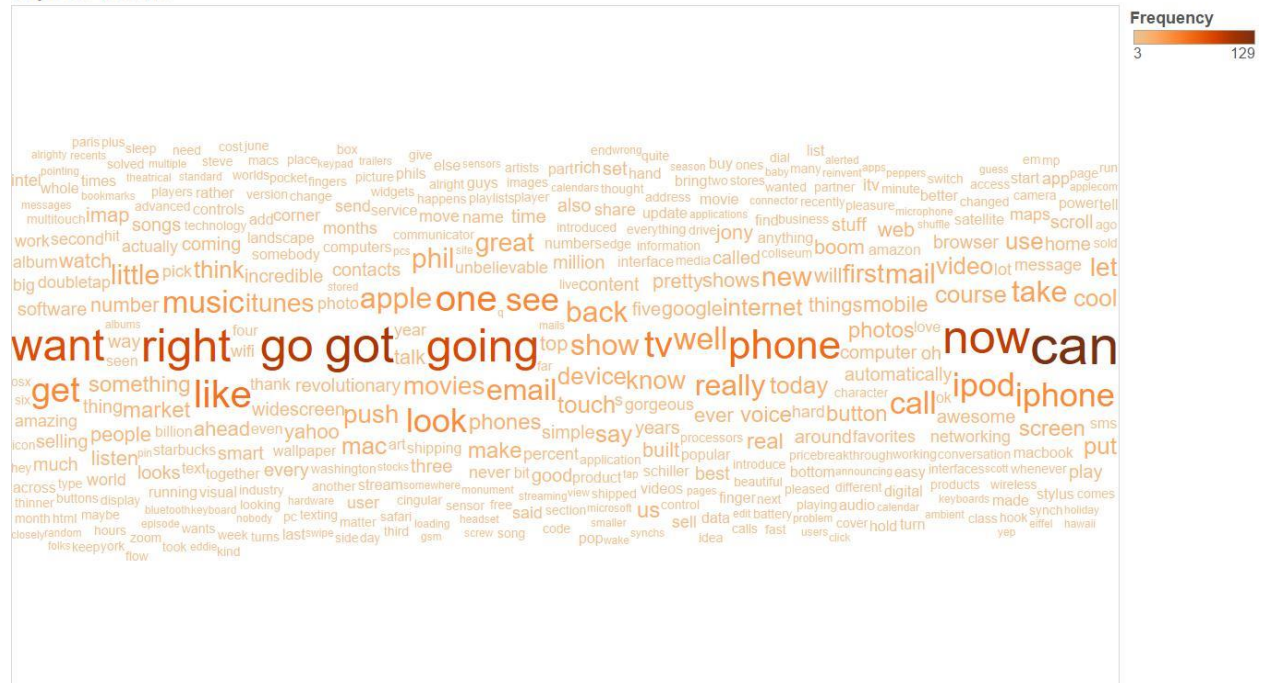 Frequency
3 129
paris plus sleep need cost june box end wrong quite list
alrighty recents solved multiple steve macs place keypad trailers picture phils give else sensors artists part rich set hand season buy ones dial baby many alerted reinvent apps peppers guess em mp page run
intel pointing whole times theatrical standard worlds pocket fingers alright guys images calendars thought bring two stores wanted partner itv minute switch better access start app camera applecom
messages bookmarks players rather version change widgets happens playlists player address movie connector recently pleasure changed power tell
multitouch imap songs advanced controls technology add corner months send service move name time also share update applications find business stuff microphone web shuffle satellite maps scroll ago
work second hit actually coming landscape somebody computers pcs communicator phil site great introduced numbers everything edge drive information jony anything coliseum boom amazon browser use home sold
album watch little pick think incredible contacts stored unbelievable million interface media called new will first mail video lot message let
big doubletap live content pretty shows
software number music itunes photo apple one q see back five google internet things mobile course take cool
albums four year mails photos love
want way seen right wifi go got talk going far top show tv well phone computer oh now can
osx get something like thank revolutionary movies email device know really today automatically character ipod iphone
six thing market widescreen push look phones touch s gorgeous ever voice hard button call ok awesome screen sms
amazing billion ahead even yahoo simple say years
icon selling people pin starbucks smart wallpaper mac art shipping make percent application built popular processors real around favorites networking macbook put
hey much listen looks text together every washington stocks three never bit good product tap schiller best introduce price breakthrough working conversation bottom announcing easy interface scott whenever play
across type world another stream somewhere monument beautiful products wireless
thinner buttons display running visual industry hardware user cingular sensor free streaming view shipped videos pages finger next pleased different digital keyboards made stylus comes
month html maybe bluetooth keyboard looking nobody pc texting matter safari loading headset said section microsoft us control sell data edit battery problem playing audio calendar ambient class hook synch holiday
closely random hours episode zoom wants week turns last swipe side day third gsm screw song code smaller pop wake synchs idea calls fast users click cover hold turn yep eiffel hawaii
folks keep york flow took eddie kind